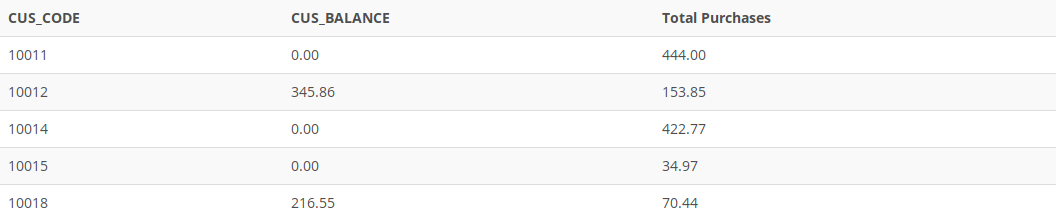 CUS_CODE CUS_BALANCE Total Purchases
10011 0.00 444.00
10012 345.86 153.85
10014 0.00 422.77
10015 0.00 34.97
10018 216.55 70.44